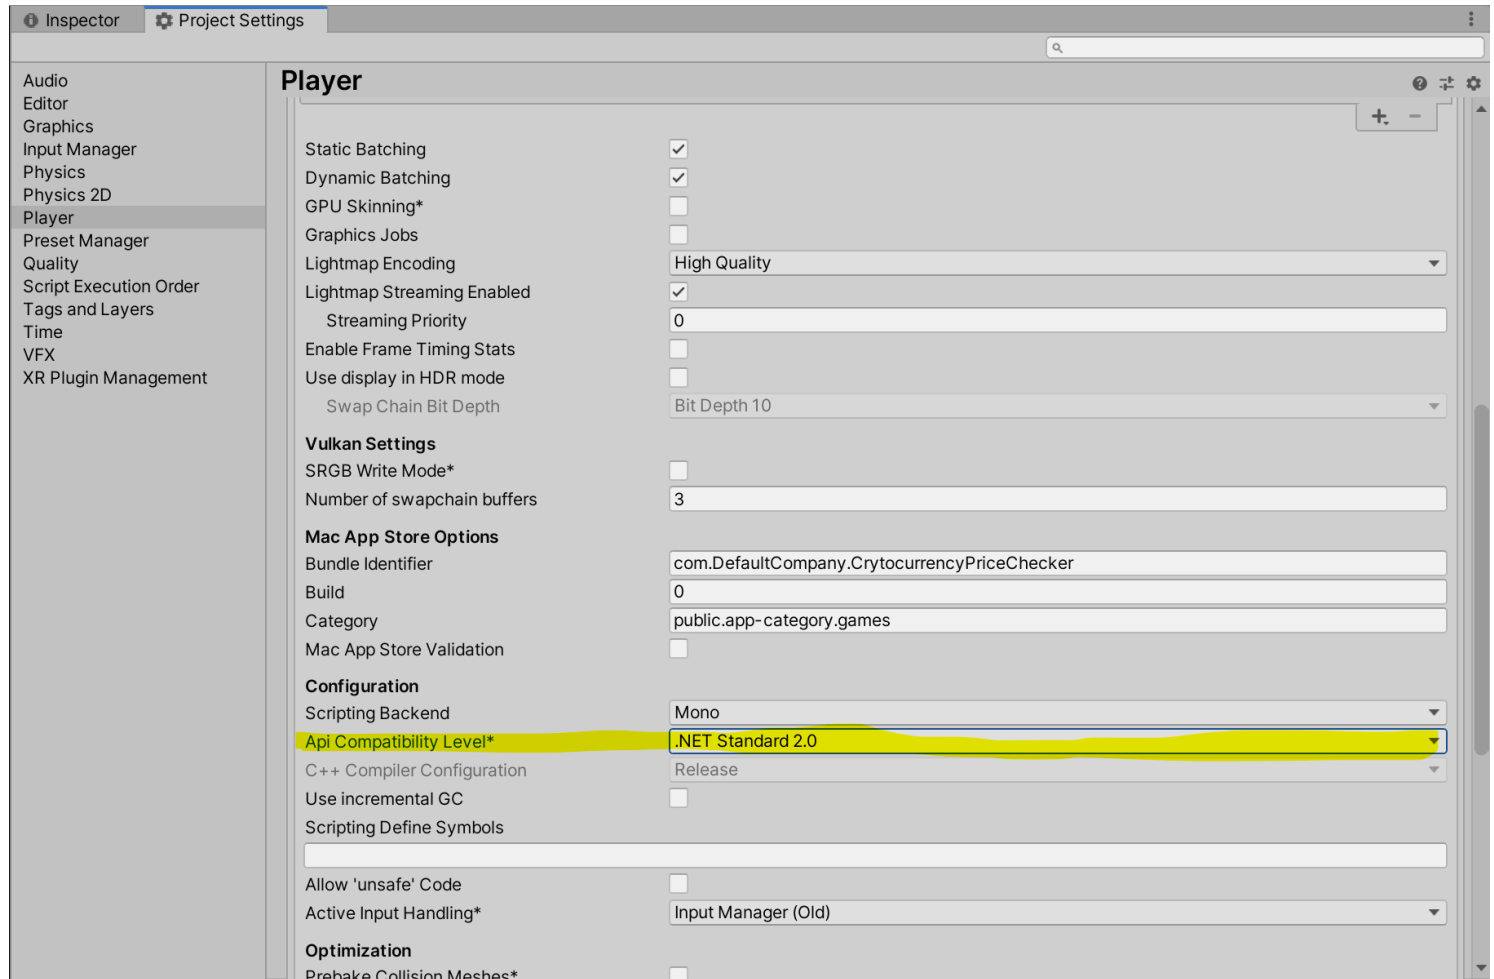 Inspector
Project Settings
Audio
Editor
Graphics
Input Manager
Physics
Physics 2D
Player
Preset Manager
Quality
Script Execution Order
Tags and Layers
Time
VFX
XR Plugin Management
Player
Static Batching
Dynamic Batching
GPU Skinning*
Graphics Jobs
Lightmap Encoding High Quality
Lightmap Streaming Enabled
Streaming Priority 0
Enable Frame Timing Stats
Use display in HDR mode
Swap Chain Bit Depth Bit Depth 10
Vulkan Settings
SRGB Write Mode*
Number of swapchain buffers 3
Mac App Store Options
Bundle Identifier com.DefaultCompany.CrytocurrencyPriceChecker
Build 0
Category public.app-category.games
Mac App Store Validation
Configuration
Scripting Backend Mono
Api Compatibility Level* .NET Standard 2.0
C++ Compiler Configuration Release
Use incremental GC
Scripting Define Symbols
Allow 'unsafe' Code
Active Input Handling* Input Manager (Old)
Optimization
Prebake Collision Meshes*